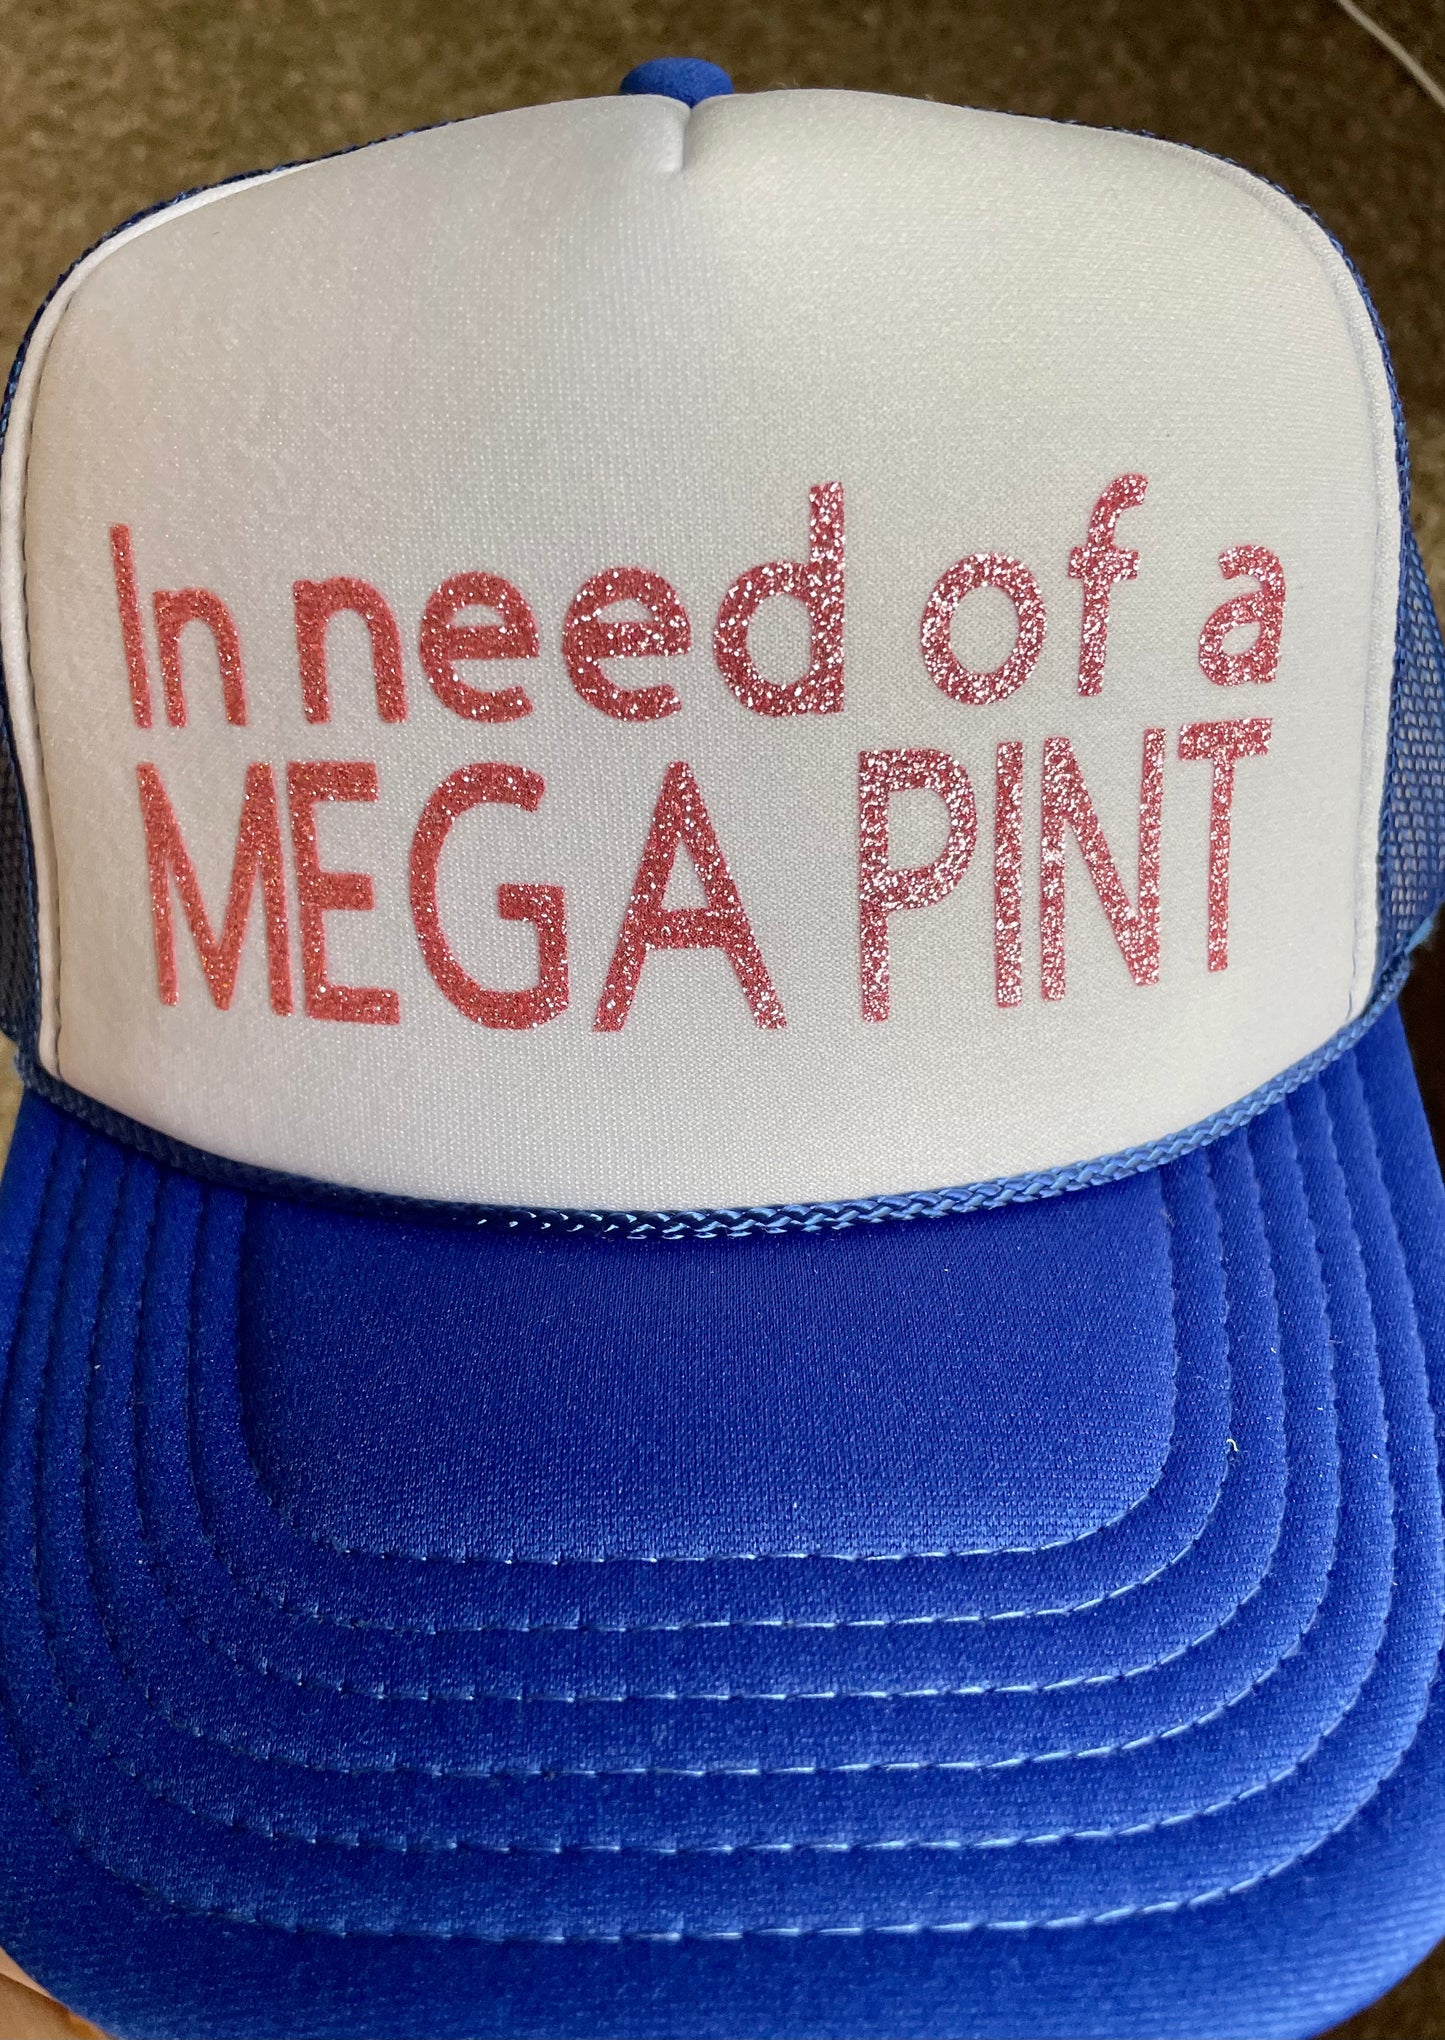 In need of a
MEGA PINT